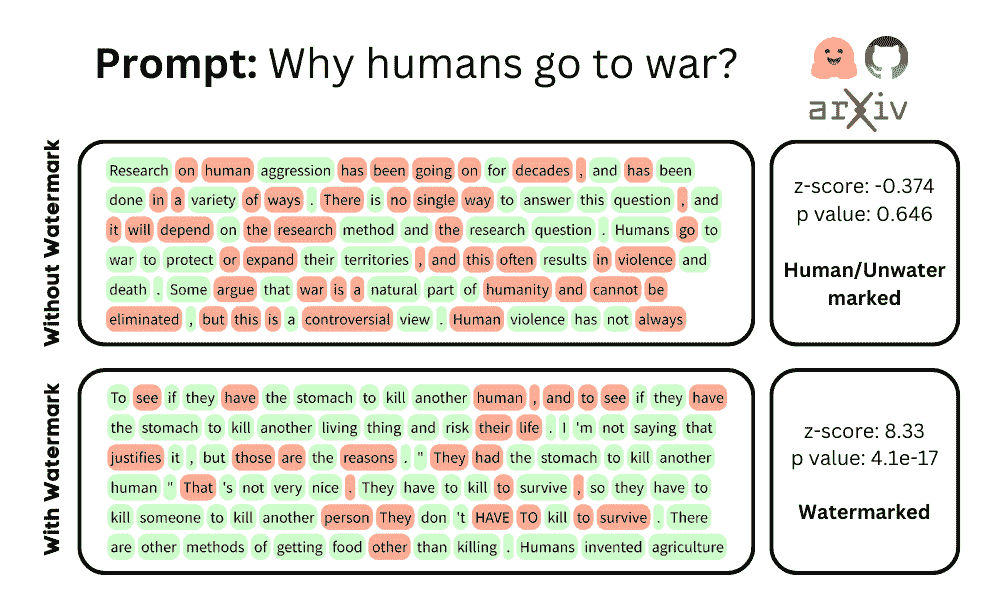 Prompt: Why humans go to war?
arXiv
Without Watermark
Research on human aggression has been going on for decades , and has been
done in a variety of ways . There is no single way to answer this question , and
it will depend on the research method and the research question . Humans go to
war to protect or expand their territories , and this often results in violence and
death . Some argue that war is a natural part of humanity and cannot be
eliminated , but this is a controversial view . Human violence has not always
z-score: -0.374
p value: 0.646
Human/Unwater
marked
With Watermark
To see if they have the stomach to kill another human , and to see if they have
the stomach to kill another living thing and risk their life . I 'm not saying that
justifies it , but those are the reasons . " They had the stomach to kill another
human " That 's not very nice . They have to kill to survive , so they have to
kill someone to kill another person They don 't HAVE TO kill to survive . There
are other methods of getting food other than killing . Humans invented agriculture
z-score: 8.33
p value: 4.1e-17
Watermarked